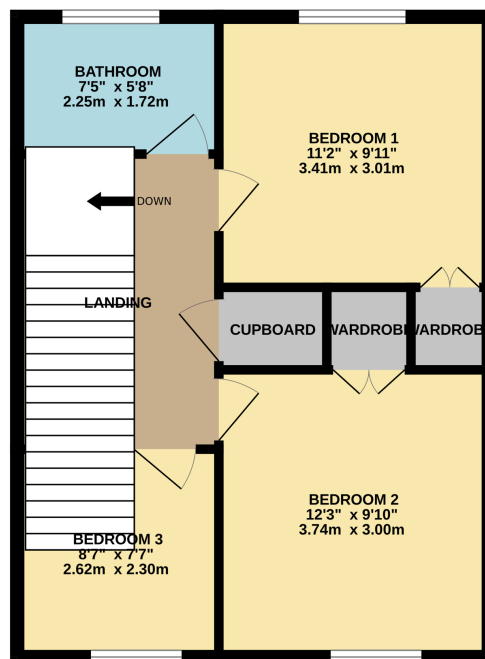 BATHROOM
7'5" x 5'8"
2.25m x 1.72m
BEDROOM 1
11'2" x 9'11"
3.41m x 3.01m
DOWN
LANDING
CUPBOARD
WARDROBE
WARDROBE
BEDROOM 2
12'3" x 9'10"
3.74m x 3.00m
BEDROOM 3
8'7" x 7'7"
2.62m x 2.30m